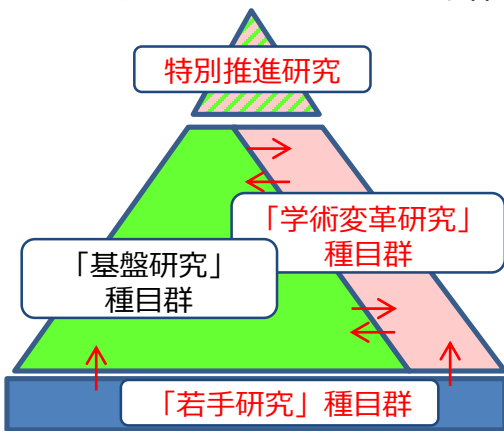 特別推進研究
「学術変革研究」
種目群
「基盤研究」
種目群
「若手研究」種目群